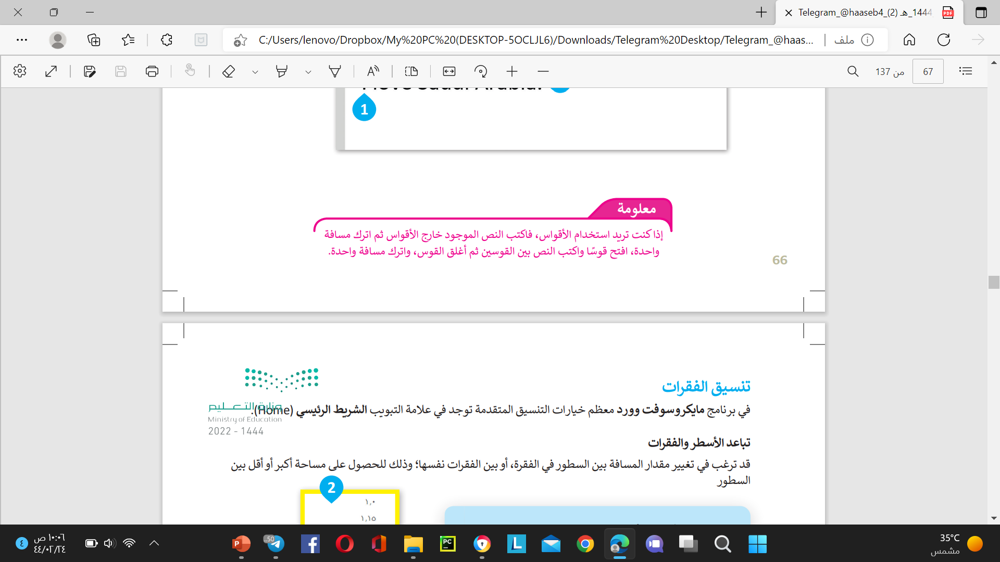 Telegram_@haaseb4_(2) هـ_1444
C:/Users/lenovo/Dropbox/My%20PC%20(DESKTOP-5OCLJL6)/Downloads/Telegram%20Desktop/Telegram_@haas...
ملف
67
من 137
1
معلومة
إذا كنت تريد استخدام الأقواس، فاكتب النص الموجود خارج الأقواس ثم اترك مسافة
واحدة، افتح قوسًا واكتب النص بين القوسين ثم أغلق القوس، واترك مسافة واحدة.
66
تنسيق الفقرات
في برنامج مايكروسوفت وورد معظم خيارات التنسيق المتقدمة توجد في علامة التبويب الشريط الرئيسي (Home).
وزارة التعليم
Ministry of Education
2022 - 1444
تباعد الأسطر والفقرات
قد ترغب في تغيير مقدار المسافة بين السطور في الفقرة، أو بين الفقرات نفسها؛ وذلك للحصول على مساحة أكبر أو أقل بين
السطور
2
١,٠
١,١٥
١٠:٠٦ ص
٤٤/٠٢/٢٤
٤
50
35°C
مشمس